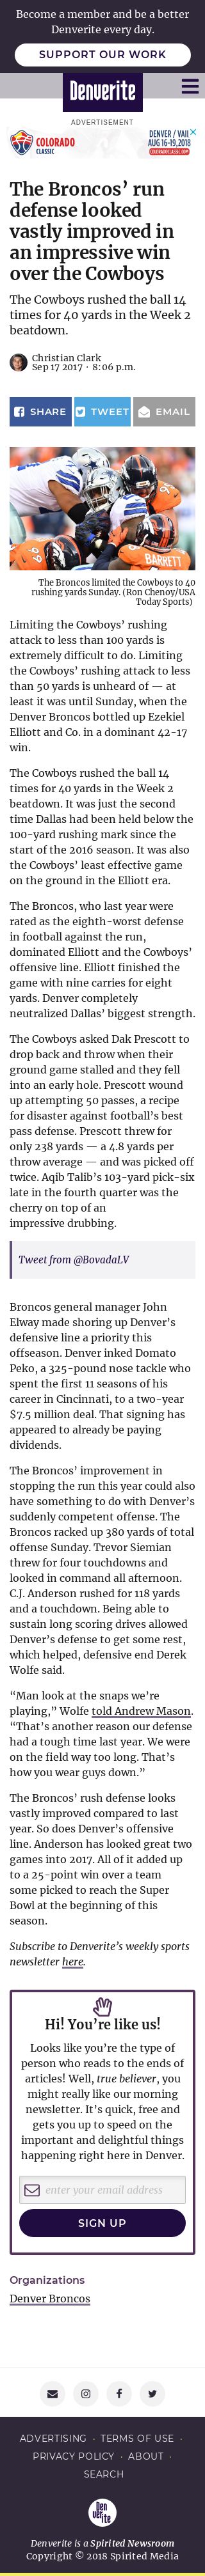 Become a member and be a better
Denverite every day.
SUPPORT OUR WORK
Denverite
ADVERTISEMENT
COLORADO
CLASSIC
DENVER / VAIL
AUG 16-19, 2018
COLORADOCLASSIC.COM
The Broncos’ run
defense looked
vastly improved in
an impressive win
over the Cowboys
The Cowboys rushed the ball 14
times for 40 yards in the Week 2
beatdown.
Christian Clark
Sep 17 2017 · 8:06 p.m.
SHARE
TWEET
EMAIL
The Broncos limited the Cowboys to 40
rushing yards Sunday. (Ron Chenoy/USA
Today Sports)
Limiting the Cowboys’ rushing
attack to less than 100 yards is
extremely difficult to do. Limiting
the Cowboys’ rushing attack to less
than 50 yards is unheard of — at
least it was until Sunday, when the
Denver Broncos bottled up Ezekiel
Elliott and Co. in a dominant 42-17
win.
The Cowboys rushed the ball 14
times for 40 yards in the Week 2
beatdown. It was just the second
time Dallas had been held below the
100-yard rushing mark since the
start of the 2016 season. It was also
the Cowboys’ least effective game
on the ground in the Elliott era.
The Broncos, who last year were
rated as the eighth-worst defense
in football against the run,
dominated Elliott and the Cowboys’
offensive line. Elliott finished the
game with nine carries for eight
yards. Denver completely
neutralized Dallas’ biggest strength.
The Cowboys asked Dak Prescott to
drop back and throw when their
ground game stalled and they fell
into an early hole. Prescott wound
up attempting 50 passes, a recipe
for disaster against football’s best
pass defense. Prescott threw for
only 238 yards — a 4.8 yards per
throw average — and was picked off
twice. Aqib Talib’s 103-yard pick-six
late in the fourth quarter was the
cherry on top of an
impressive drubbing.
Tweet from @BovadaLV
Broncos general manager John
Elway made shoring up Denver’s
defensive line a priority this
offseason. Denver inked Domato
Peko, a 325-pound nose tackle who
spent the first 11 seasons of his
career in Cincinnati, to a two-year
$7.5 million deal. That signing has
appeared to already be paying
dividends.
The Broncos’ improvement in
stopping the run this year could also
have something to do with Denver’s
suddenly competent offense. The
Broncos racked up 380 yards of total
offense Sunday. Trevor Siemian
threw for four touchdowns and
looked in command all afternoon.
C.J. Anderson rushed for 118 yards
and a touchdown. Being able to
sustain long scoring drives allowed
Denver’s defense to get some rest,
which helped, defensive end Derek
Wolfe said.
“Man look at the snaps we’re
playing,” Wolfe told Andrew Mason.
“That’s another reason our defense
had a tough time last year. We were
on the field way too long. That’s
how you wear guys down.”
The Broncos’ rush defense looks
vastly improved compared to last
year. So does Denver’s offensive
line. Anderson has looked great two
games into 2017. All of it added up
to a 25-point win over a team
some picked to reach the Super
Bowl at the beginning of this
season.
Subscribe to Denverite’s weekly sports
newsletter here.
Hi! You’re like us!
Looks like you’re the type of
person who reads to the ends of
articles! Well, true believer, you
might really like our morning
newsletter. It’s quick, free and
gets you up to speed on the
important and delightful things
happening right here in Denver.
enter your email address
SIGN UP
Organizations
Denver Broncos
ADVERTISING · TERMS OF USE ·
PRIVACY POLICY · ABOUT ·
SEARCH
Den
ver
ite
Denverite is a Spirited Newsroom
Copyright © 2018 Spirited Media